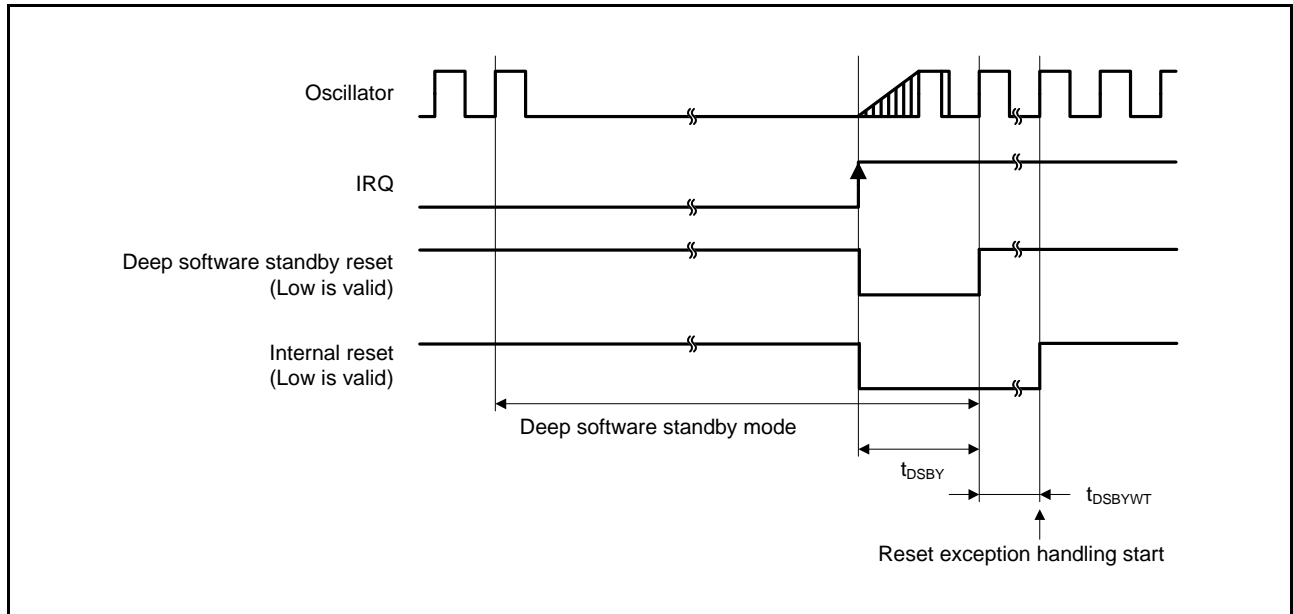 Oscillator
IRQ
Deep software standby reset
(Low is valid)
Internal reset
(Low is valid)
Deep software standby mode
tDSBY
tDSBYWT
Reset exception handling start